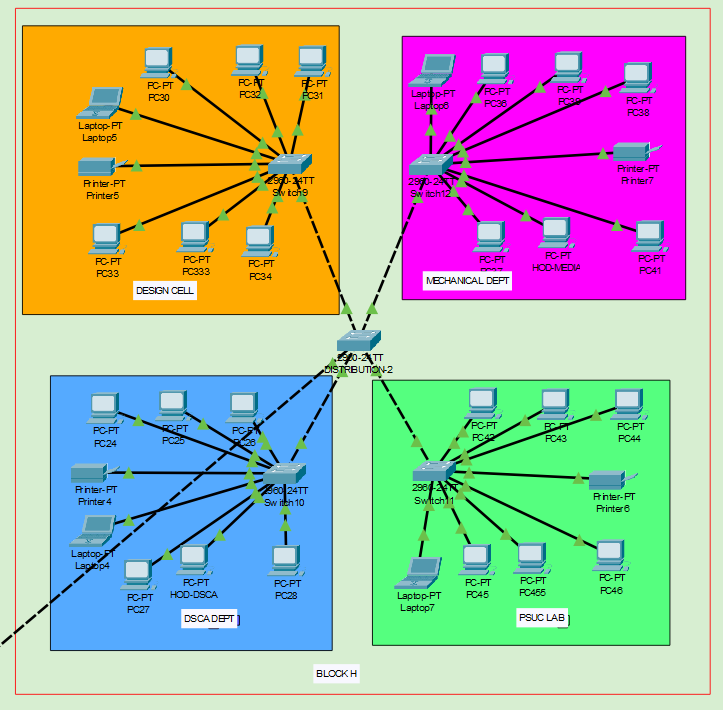 PC-PT
PC30
PC-PT
PC32
PC-PT
PC31
Laptop-PT
Laptop5
Printer-PT
Printer5
2960-24TT
Switch9
PC-PT
PC33
PC-PT
PC333
PC-PT
PC34
DESIGN CELL
Laptop-PT
Laptop6
PC-PT
PC36
PC-PT
PC-PT
PC38
Printer-PT
Printer7
2960-24TT
Switch12
PC-PT
PC37
PC-PT
HOD-MEDIA
PC-PT
PC41
MECHANICAL DEPT
2960-24TT
DISTRIBUTION-2
PC-PT
PC24
PC-PT
PC25
PC-PT
PC26
Printer-PT
Printer4
2960-24TT
Switch10
Laptop-PT
Laptop4
PC-PT
PC27
PC-PT
HOD-DSCA
PC-PT
PC28
DSCA DEPT
PC-PT
PC42
PC-PT
PC43
PC-PT
PC44
2960-24TT
Switch11
Printer-PT
Printer6
Laptop-PT
Laptop7
PC-PT
PC45
PC-PT
PC455
PC-PT
PC46
PSUC LAB
BLOCK H